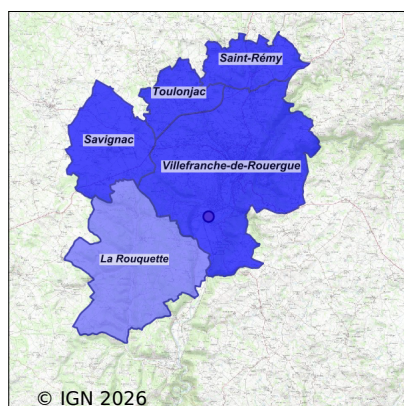 Saint-Rémy
Toulonjac
Savignac
Villefranche-de-Rouergue
La Rouquette
© IGN 2026